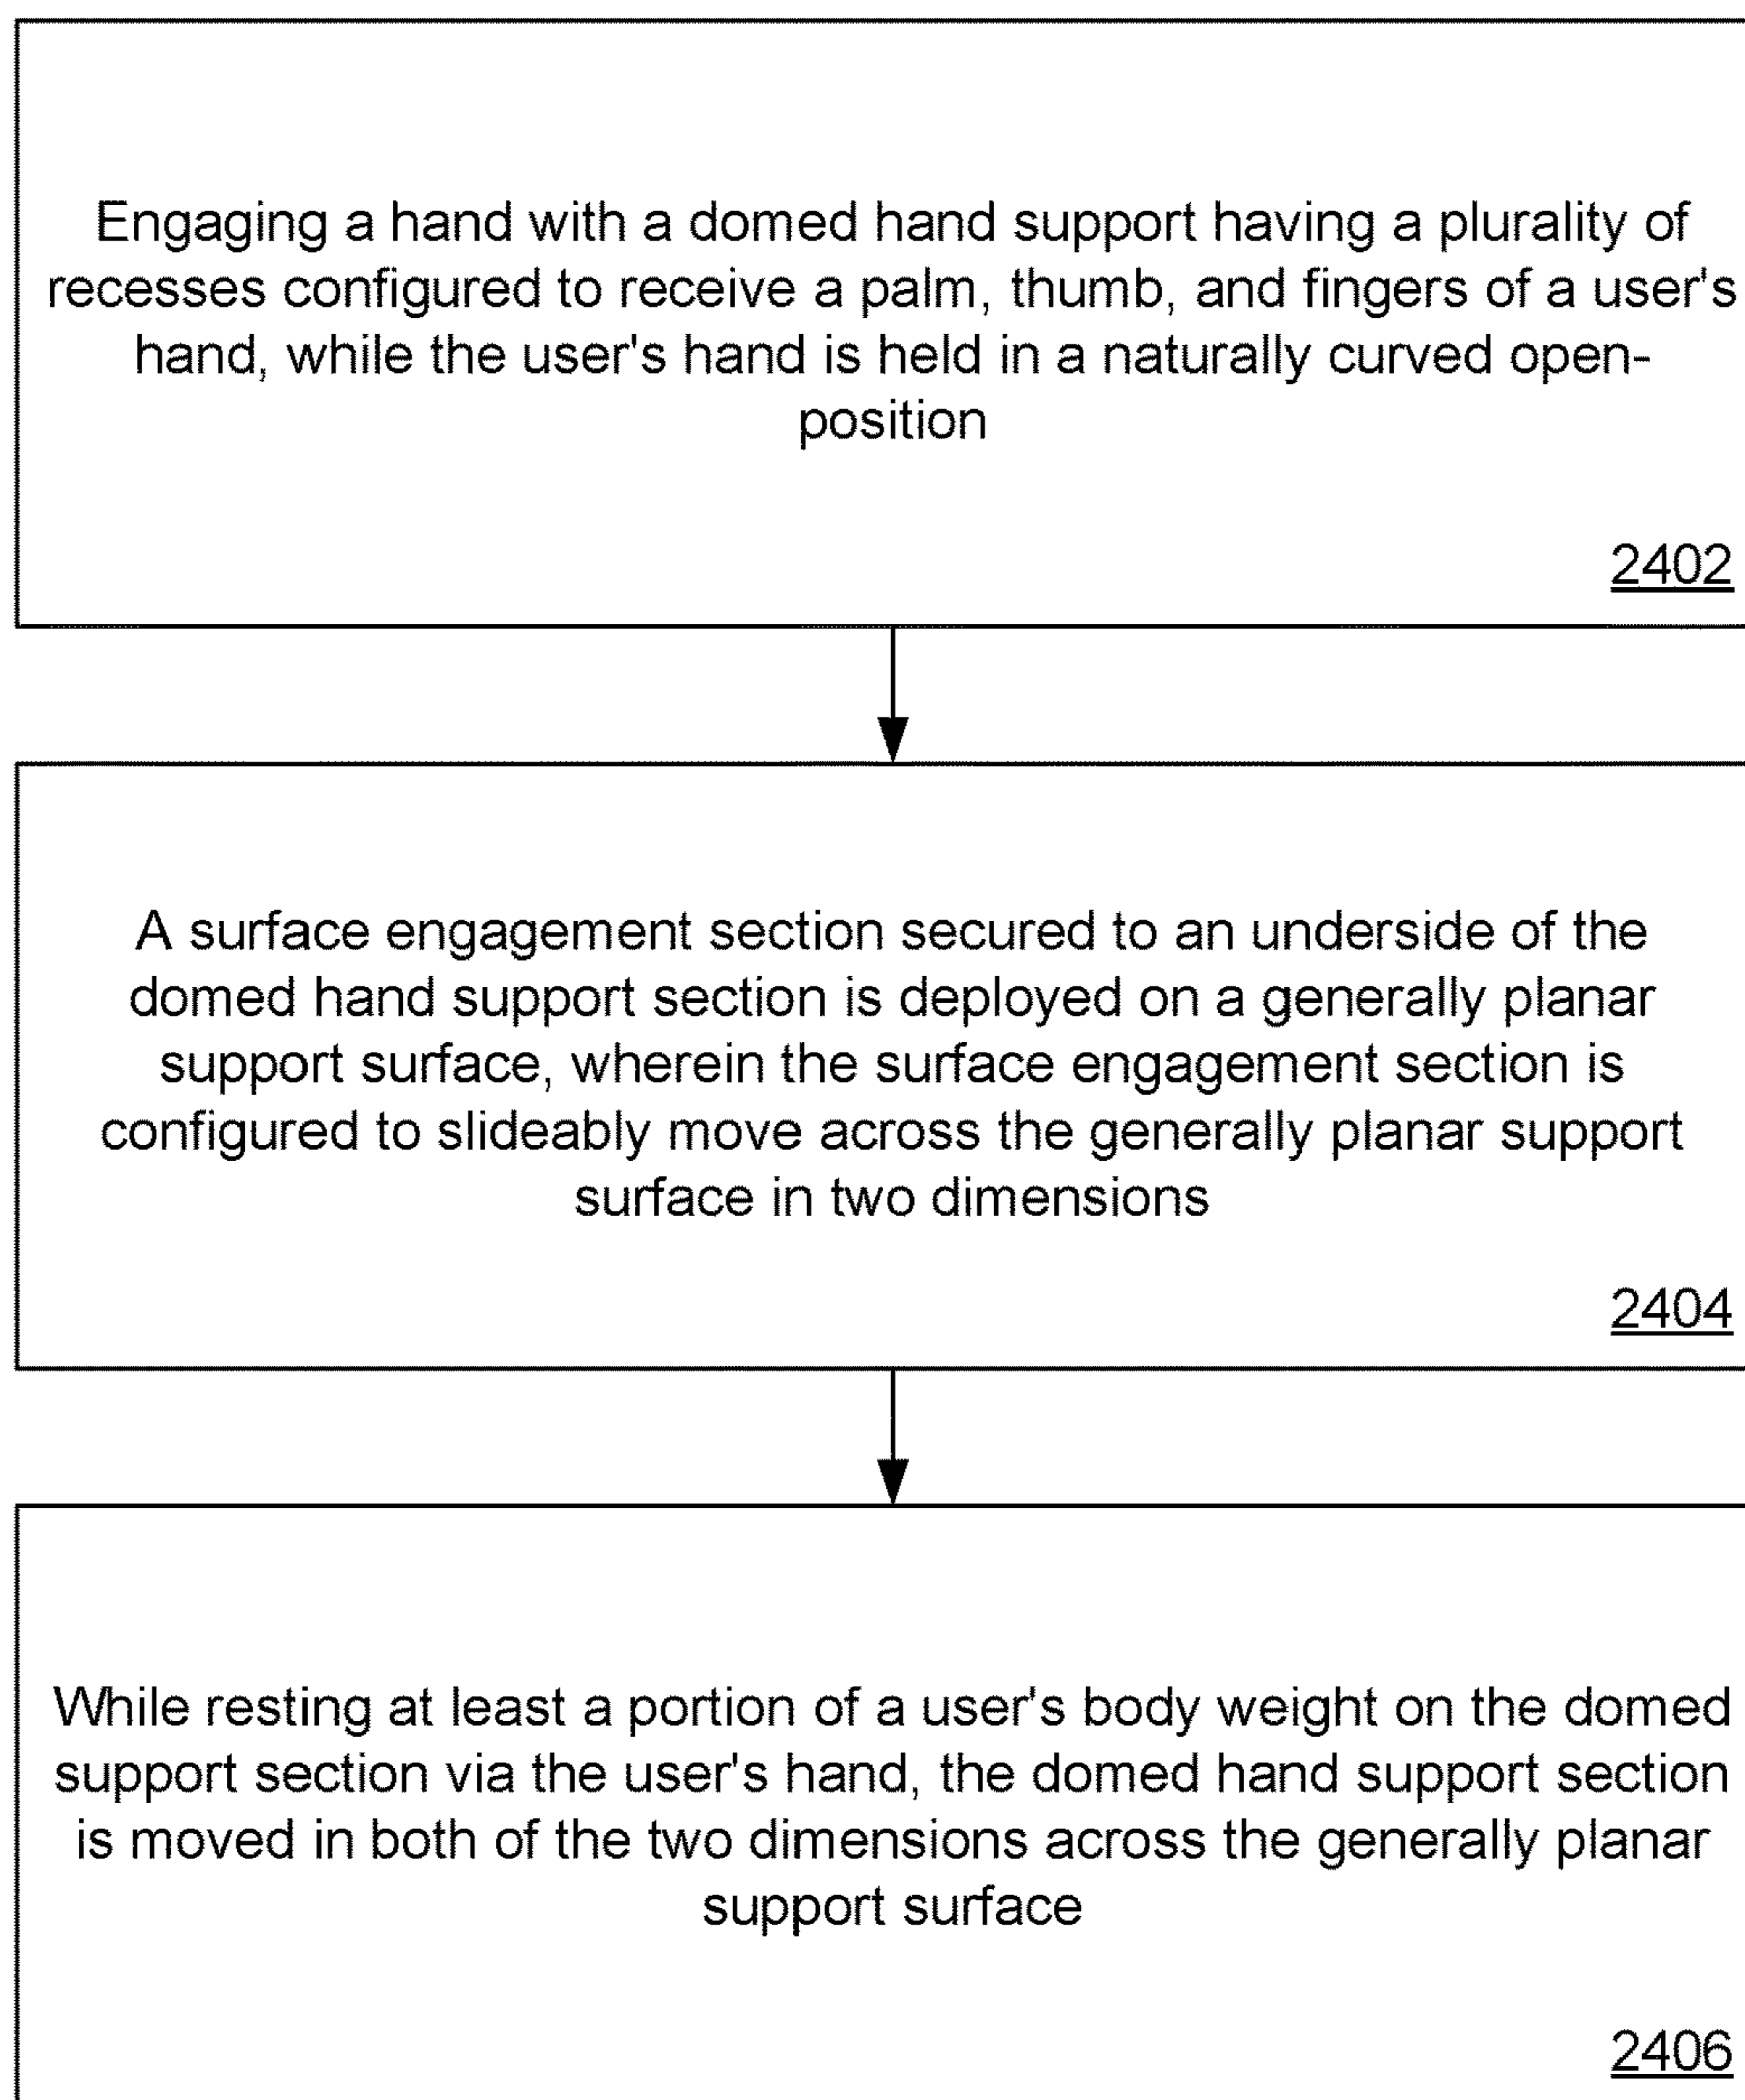 Engaging a hand with a domed hand support having a plurality of
recesses configured to receive a palm, thumb, and fingers of a user's
hand, while the user's hand is held in a naturally curved open-
position
2402
A surface engagement section secured to an underside of the
domed hand support section is deployed on a generally planar
support surface, wherein the surface engagement section is
configured to slideably move across the generally planar support
surface in two dimensions
2404
While resting at least a portion of a user's body weight on the domed
support section via the user's hand, the domed hand support section
is moved in both of the two dimensions across the generally planar
support surface
2406